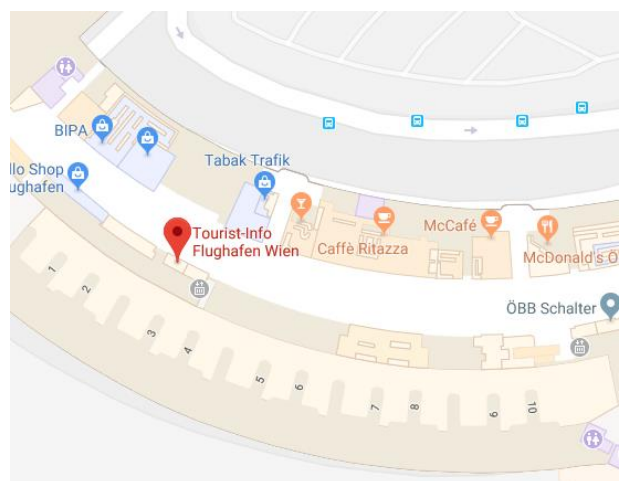 BIPA
llo Shop
ughafen
Tabak Trafik
Tourist-Info
Flughafen Wien
Caffè Ritazza
McCafé
McDonald's Ö
ÖBB Schalter
1
2
3
4
5
6
7
8
9
10